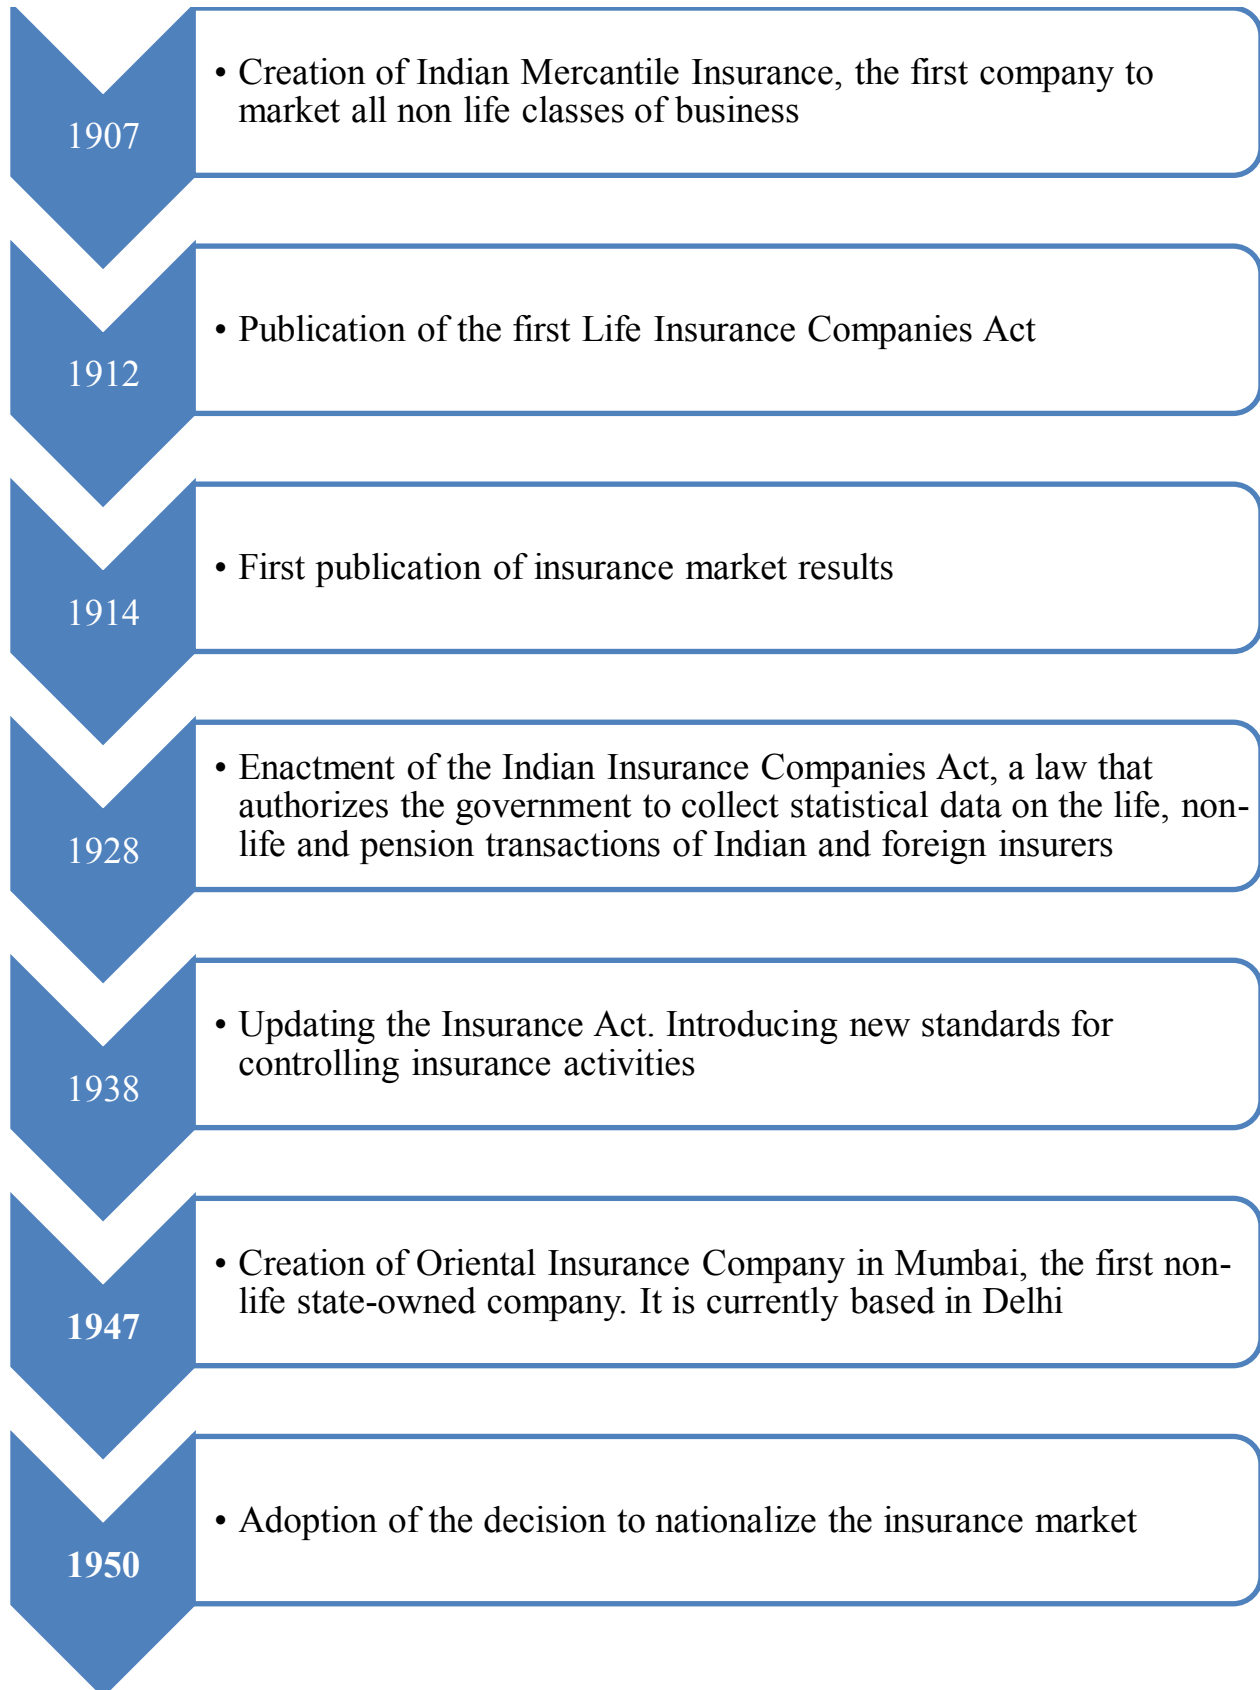 1907
• Creation of Indian Mercantile Insurance, the first company to
market all non life classes of business
1912
• Publication of the first Life Insurance Companies Act
1914
• First publication of insurance market results
1928
• Enactment of the Indian Insurance Companies Act, a law that
authorizes the government to collect statistical data on the life, non-
life and pension transactions of Indian and foreign insurers
1938
• Updating the Insurance Act. Introducing new standards for
controlling insurance activities
1947
• Creation of Oriental Insurance Company in Mumbai, the first non-
life state-owned company. It is currently based in Delhi
1950
• Adoption of the decision to nationalize the insurance market